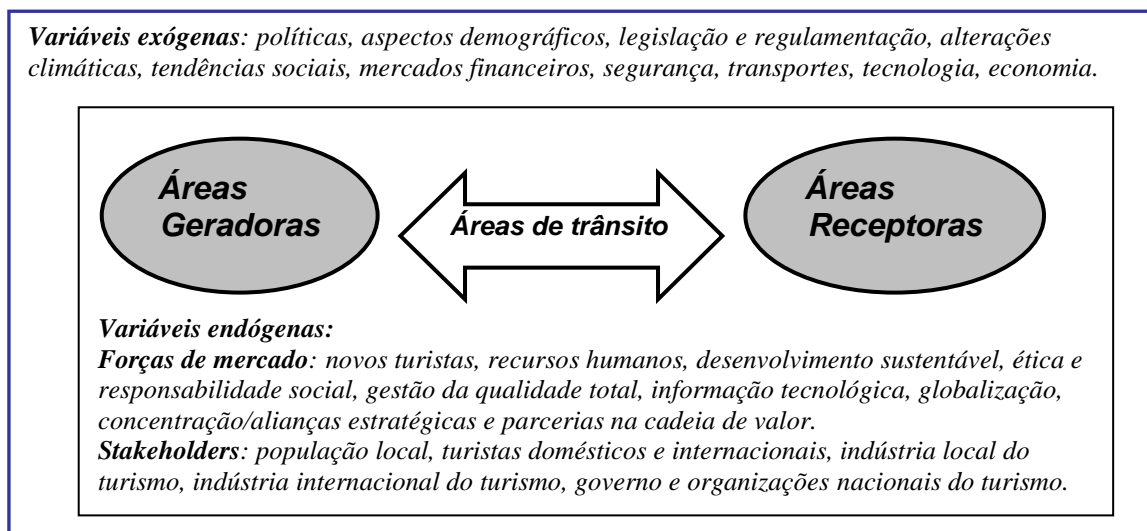 Variáveis exógenas: políticas, aspectos demográficos, legislação e regulamentação, alterações
climáticas, tendências sociais, mercados financeiros, segurança, transportes, tecnologia, economia.
Áreas
Geradoras
Áreas de trânsito
Áreas
Receptoras
Variáveis endógenas:
Forças de mercado: novos turistas, recursos humanos, desenvolvimento sustentável, ética e
responsabilidade social, gestão da qualidade total, informação tecnológica, globalização,
concentração/alianças estratégicas e parcerias na cadeia de valor.
Stakeholders: população local, turistas domésticos e internacionais, indústria local do
turismo, indústria internacional do turismo, governo e organizações nacionais do turismo.